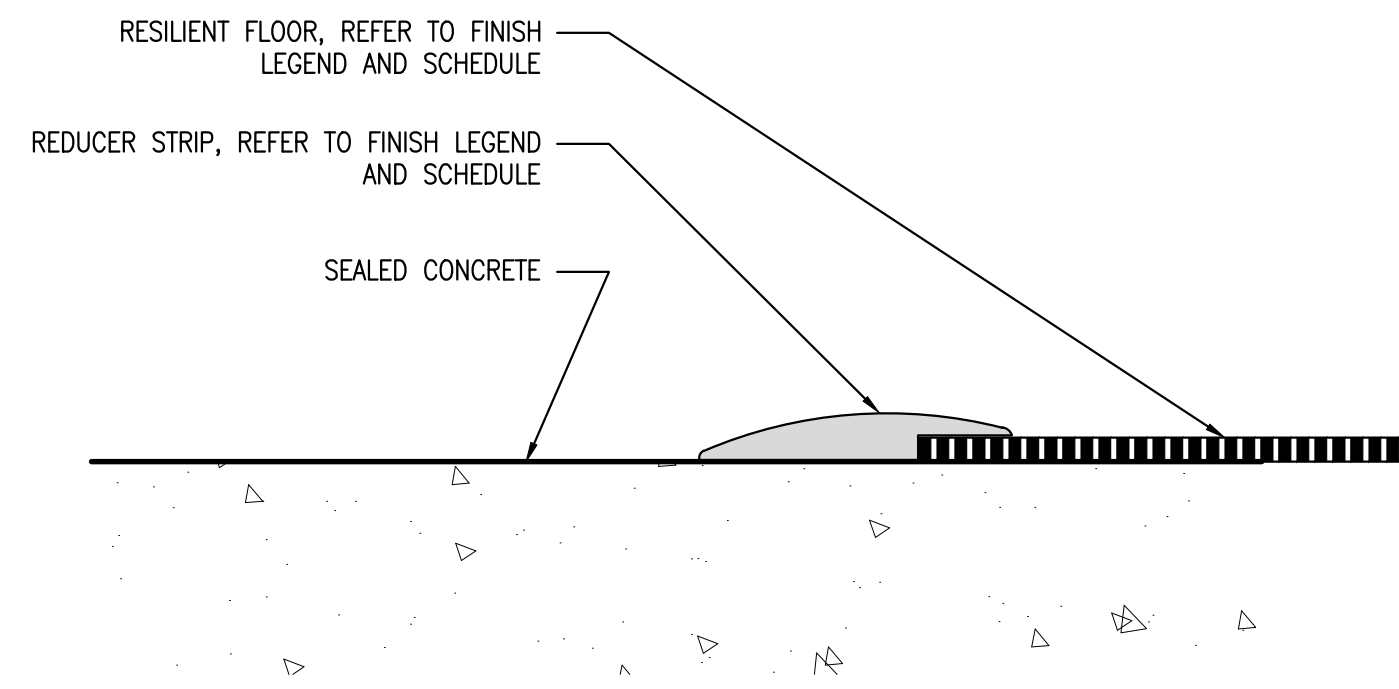 RESILIENT FLOOR, REFER TO FINISH
LEGEND AND SCHEDULE
REDUCER STRIP, REFER TO FINISH LEGEND
AND SCHEDULE
SEALED CONCRETE